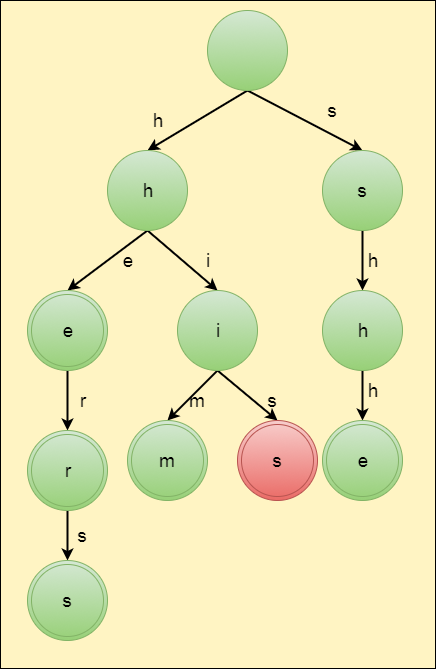 h s
h s
e i h
e i h
r m s h
r m s e
s
s